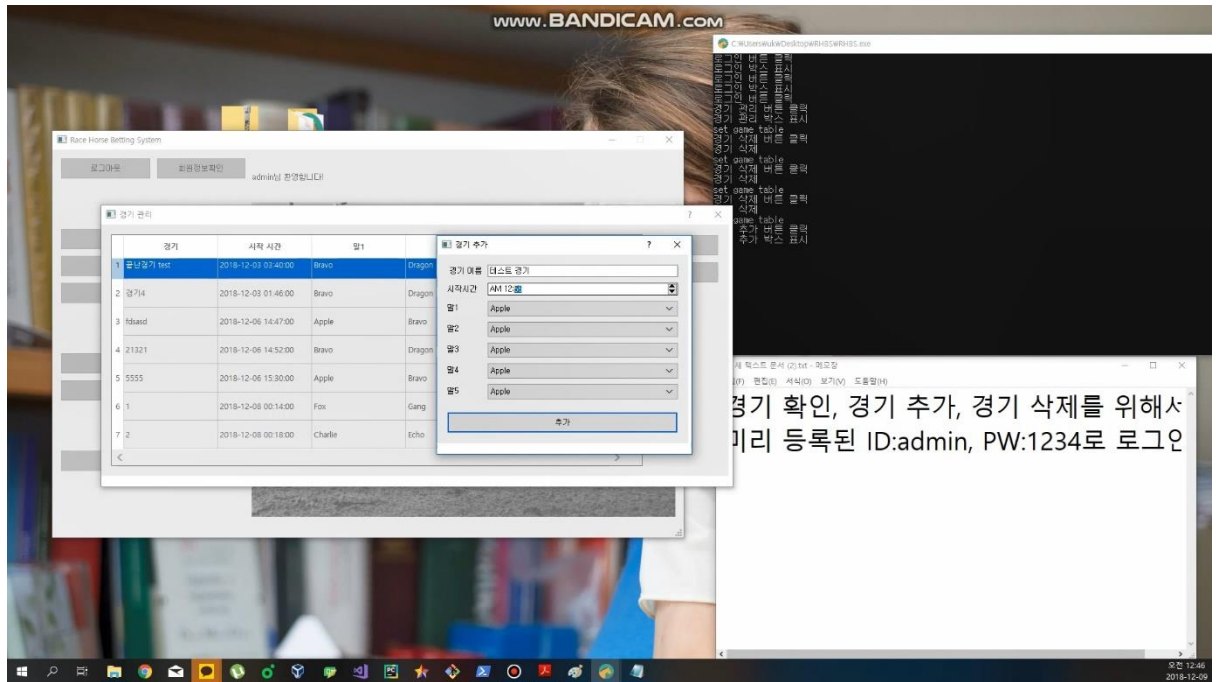 www.BANDICAM.com
C:₩Users₩wuk₩Desktop₩RHSS₩RHSS.exe
로그인 버튼 클릭
로그인 박스 표시
로그인 버튼 클릭
로그인 박스 표시
로그인 버튼 클릭
경기 관리 버튼 클릭
경기 관리 박스 표시
set game table
경기 삭제 버튼 클릭
경기 삭제
set game table
경기 삭제 버튼 클릭
경기 삭제
set game table
경기 삭제 버튼 클릭
삭제
game table
추가 버튼 클릭
추가 박스 표시
Race Horse Betting System
로그아웃 회원정보확인 admin님 환영합니다!
경기 관리
경기 시작 시간 말1
1 끝난경기 test 2018-12-03 03:40:00 Bravo Dragon
2 경기4 2018-12-03 01:46:00 Bravo Dragon
3 fdsasd 2018-12-06 14:47:00 Apple Bravo
4 21321 2018-12-06 14:52:00 Bravo Dragon
5 5555 2018-12-06 15:30:00 Apple Bravo
6 1 2018-12-08 00:14:00 Fox Gang
7 2 2018-12-08 00:18:00 Charlie Echo
경기 추가
경기 이름 테스트 경기
시작시간 AM 12:
말1 Apple
말2 Apple
말3 Apple
말4 Apple
말5 Apple
추가
새 텍스트 문서 (2).txt - 메모장
(F) 편집(E) 서식(O) 보기(V) 도움말(H)
경기 확인, 경기 추가, 경기 삭제를 위해서
미리 등록된 ID:admin, PW:1234로 로그인
오전 12:46
2018-12-09